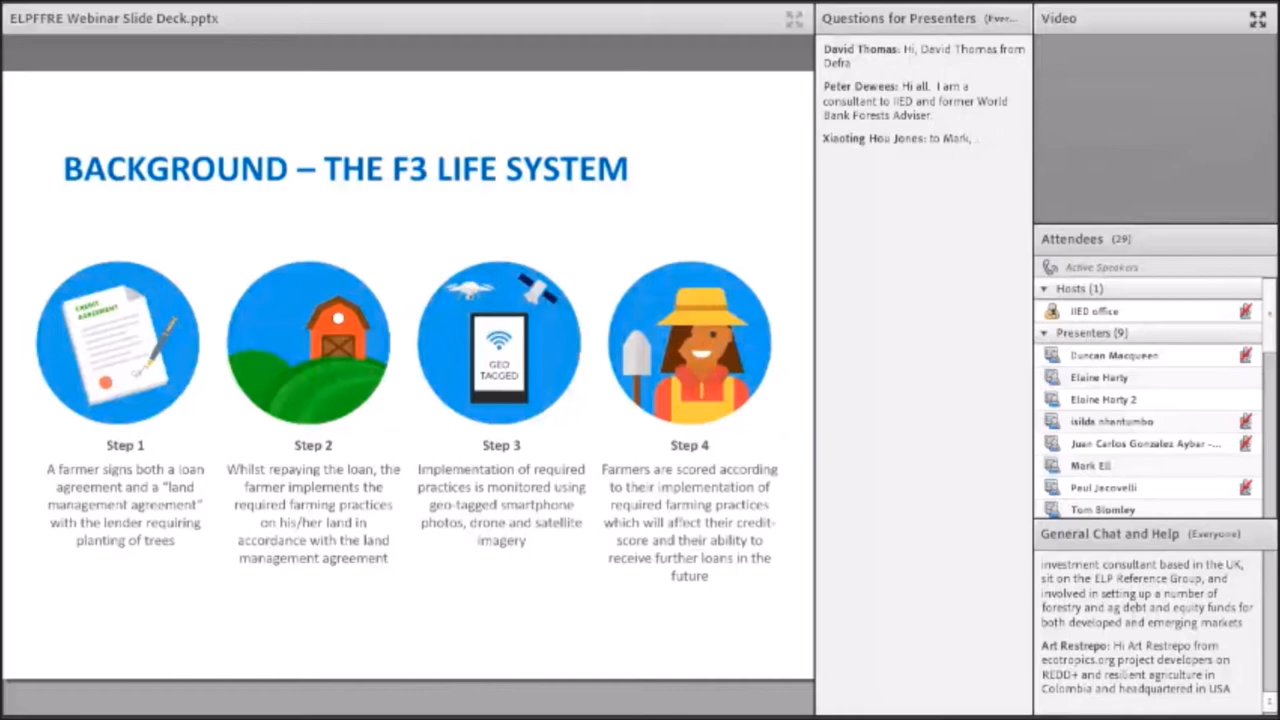 ELPFFRE Webinar Slide Deck.pptx
BACKGROUND – THE F3 LIFE SYSTEM
CREDIT
AGREEMENT
GEO
TAGGED
Step 1
A farmer signs both a loan
agreement and a "land
management agreement"
with the lender requiring
planting of trees
Step 2
Whilst repaying the loan, the
farmer implements the
required farming practices
on his/her land in
accordance with the land
management agreement
Step 3
Implementation of required
practices is monitored using
geo-tagged smartphone
photos, drone and satellite
imagery
Step 4
Farmers are scored according
to their implementation of
required farming practices
which will affect their credit-
score and their ability to
receive further loans in the
future
Questions for Presenters (Ever...
David Thomas: Hi, David Thomas from
Defra
Peter Dewees: Hi all. I am a
consultant to IIED and former World
Bank Forests Adviser.
Xiaoting Hou Jones: to Mark, .
Video
Attendees (29)
Active Speakers
Hosts (1)
IIED office
Presenters (9)
Duncan Macqueen
Elaine Harty
Elaine Harty 2
isilda nhantumbo
Juan Carlos Gonzalez Aybar -...
Mark Ell
Paul Jacovelli
Tom Blomley
General Chat and Help (Everyone)
investment consultant based in the UK,
sit on the ELP Reference Group, and
involved in setting up a number of
forestry and ag debt and equity funds for
both developed and emerging markets
Art Restrepo: Hi Art Restrepo from
ecotropics.org project developers on
REDD+ and resilient agriculture in
Colombia and headquartered in USA